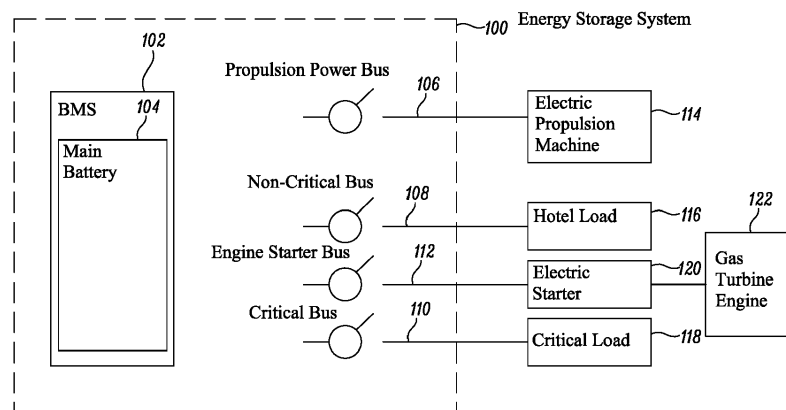 100 Energy Storage System
102
BMS
104
Main
Battery
Propulsion Power Bus
106
Electric
Propulsion
Machine
114
Non-Critical Bus
108
Hotel Load
116
Engine Starter Bus
112
Electric
Starter
120
Critical Bus
110
Critical Load
118
122
Gas
Turbine
Engine